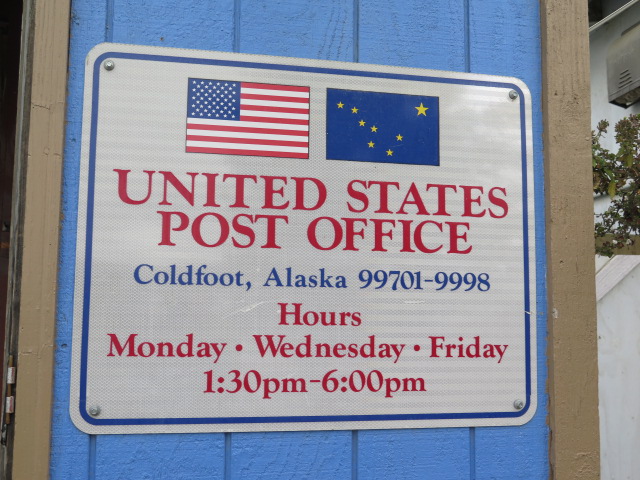 UNITED STATES
POST OFFICE
Coldfoot, Alaska 99701-9998
Hours
Monday • Wednesday • Friday
1:30pm-6:00pm